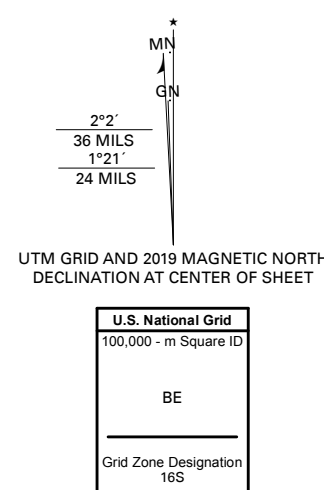 ★
MN
GN
2°2´
36 MILS
1°21´
24 MILS
UTM GRID AND 2019 MAGNETIC NORTH
DECLINATION AT CENTER OF SHEET
U.S. National Grid
100,000 - m Square ID
BE
Grid Zone Designation
16S